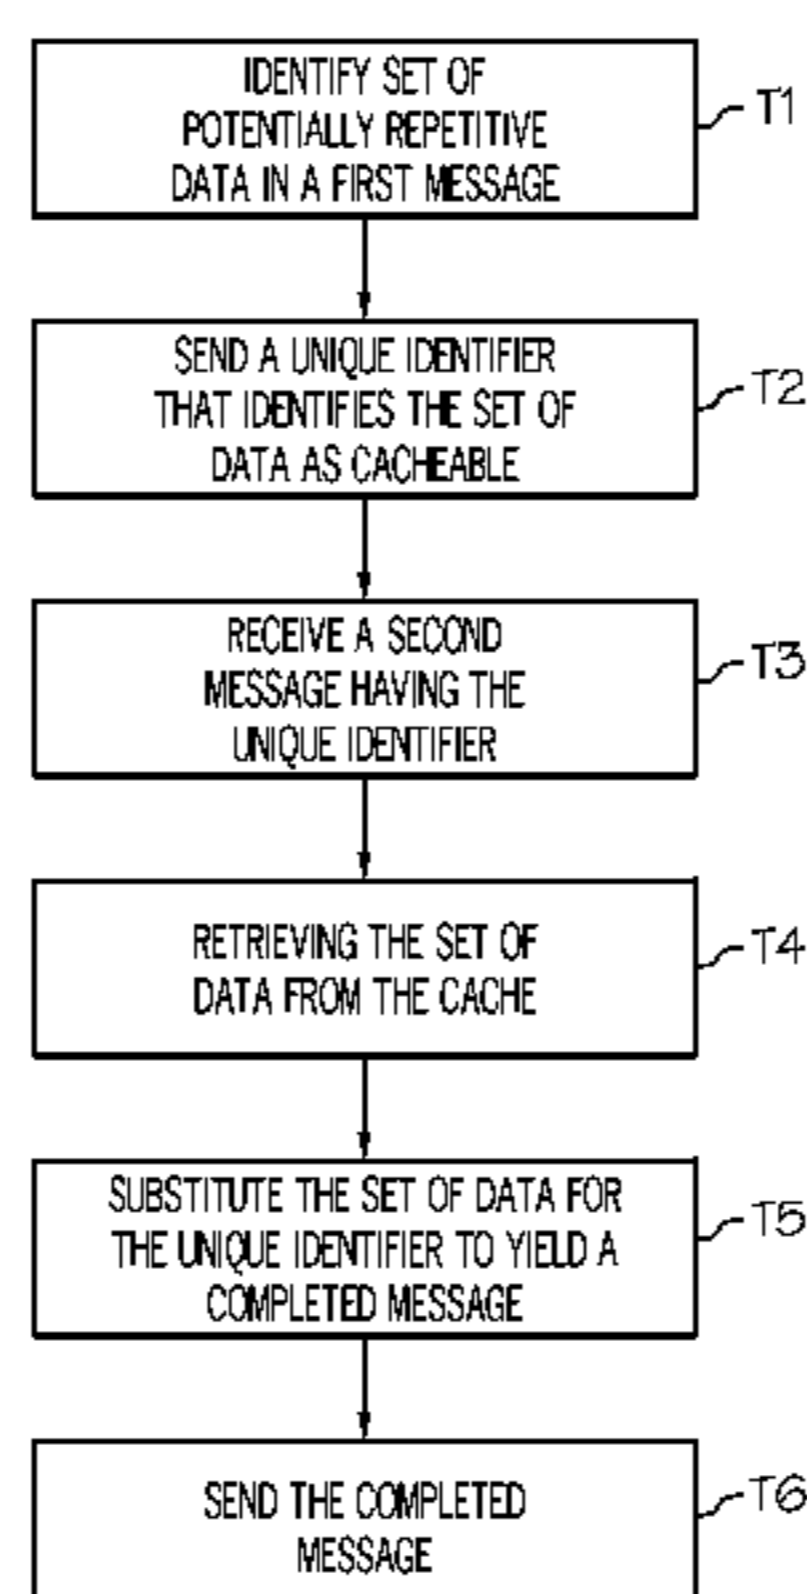 IDENTIFY SET OF
POTENTIALLY REPETITIVE
DATA IN A FIRST MESSAGE
T1
SEND A UNIQUE IDENTIFIER
THAT IDENTIFIES THE SET OF
DATA AS CACHEABLE
T2
RECEIVE A SECOND
MESSAGE HAVING THE
UNIQUE IDENTIFIER
T3
RETRIEVING THE SET OF
DATA FROM THE CACHE
T4
SUBSTITUTE THE SET OF DATA FOR
THE UNIQUE IDENTIFIER TO YIELD A
COMPLETED MESSAGE
T5
SEND THE COMPLETED
MESSAGE
T6